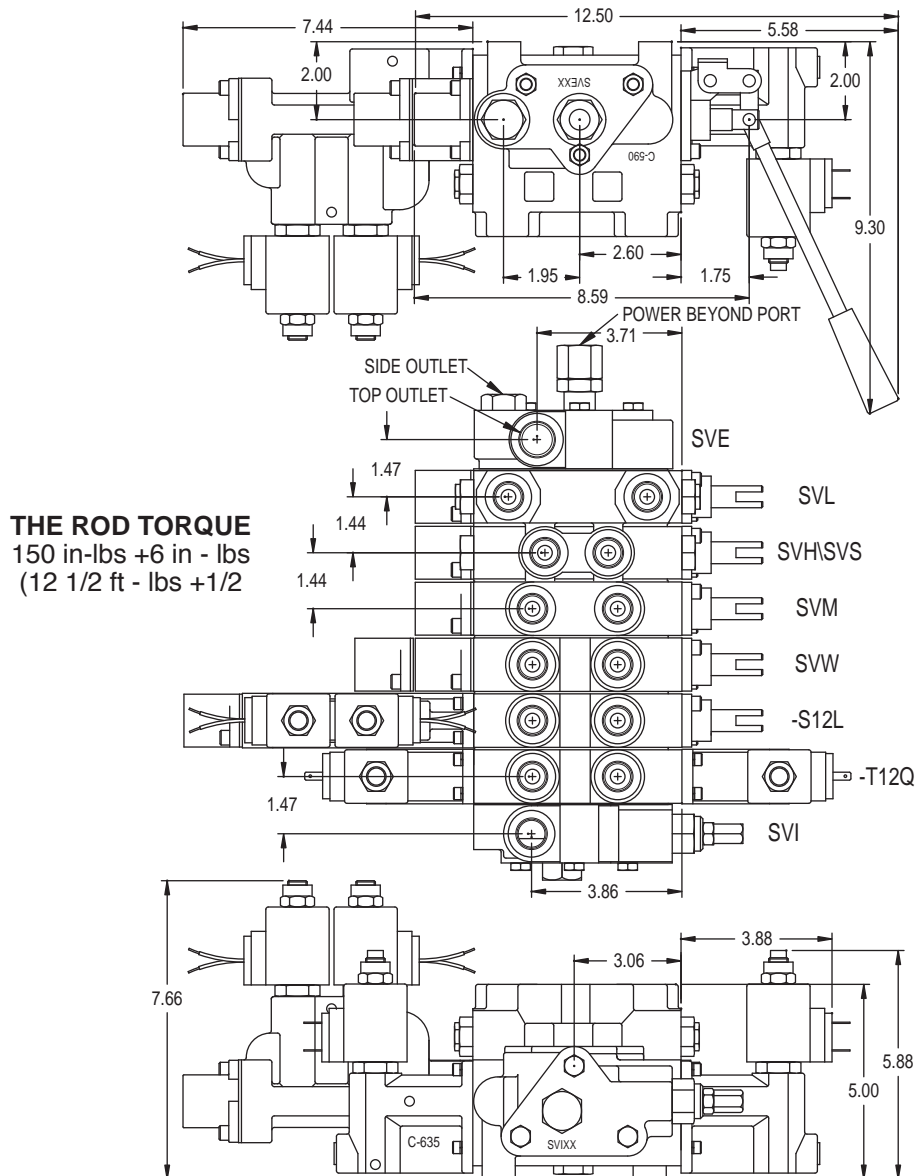 12.50
7.44
5.58
2.00
2.00
SVEXX
C-590
9.30
2.60
1.95
1.75
8.59
POWER BEYOND PORT
3.71
SIDE OUTLET
TOP OUTLET
SVE
1.47
SVL
1.44
THE ROD TORQUE
150 in-lbs +6 in - lbs
(12 1/2 ft - lbs +1/2
SVH\SVS
1.44
SVM
SVW
-S12L
-T12Q
1.47
SVI
3.86
3.88
3.06
7.66
5.88
5.00
C-635
SVIXX